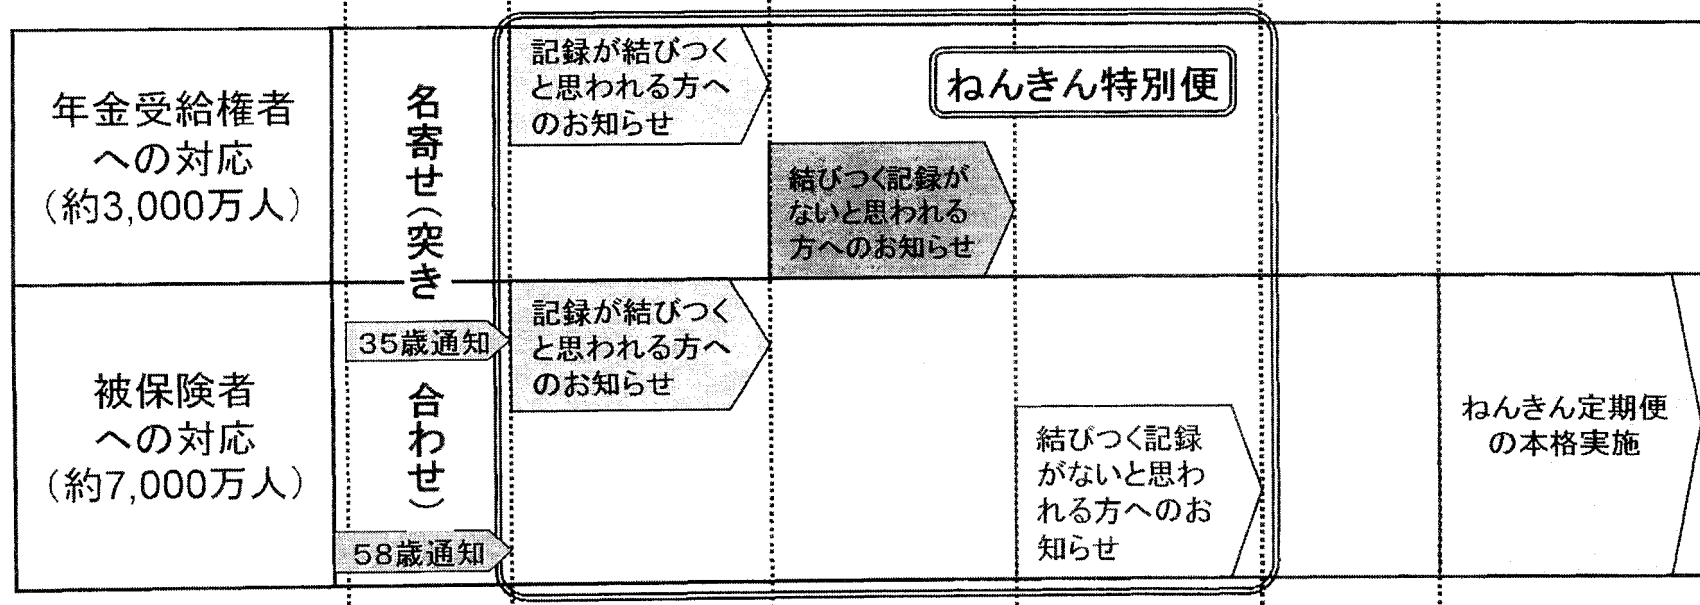 年金受給権者
への対応
(約3,000万人)
名寄せ(突き合わせ)
記録が結びつく
と思われる方へ
のお知らせ
ねんきん特別便
結びつく記録が
ないと思われる
方へのお知らせ
被保険者
への対応
(約7,000万人)
35歳通知
58歳通知
記録が結びつく
と思われる方へ
のお知らせ
結びつく記録
がないと思わ
れる方へのお
知らせ
ねんきん定期便
の本格実施